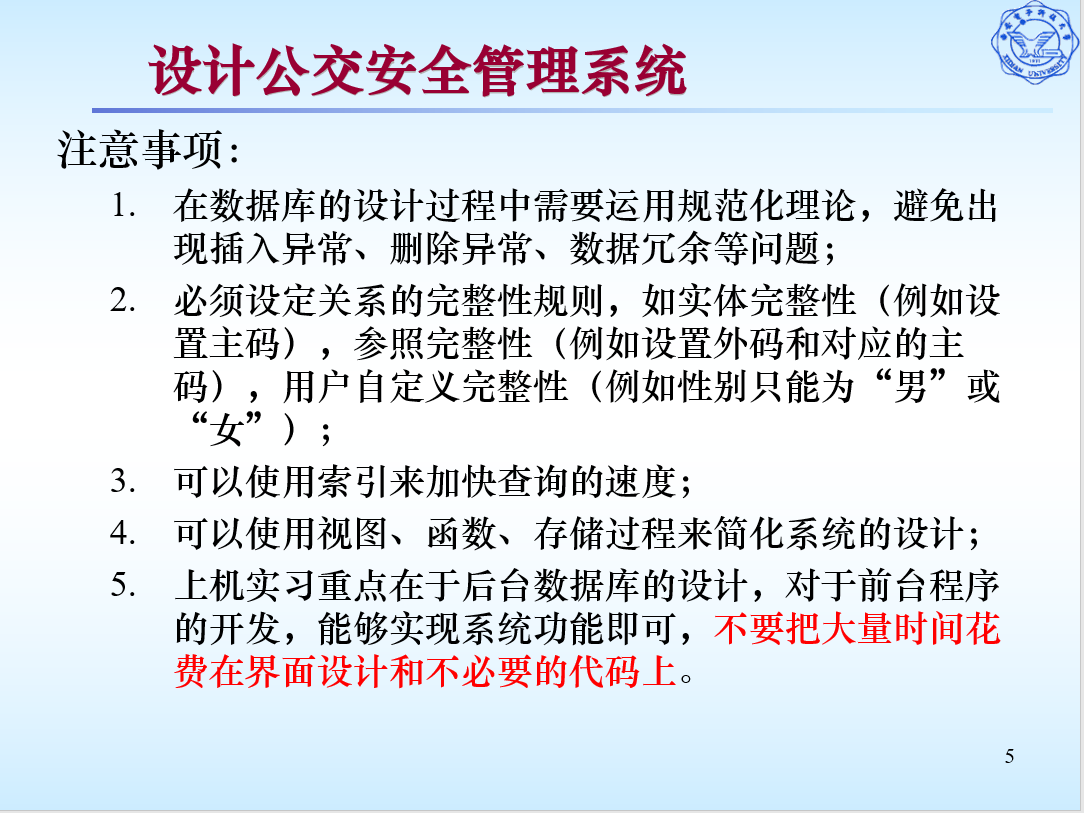 设计公交安全管理系统
XIDIAN UNIVERSITY
注意事项：
1. 在数据库的设计过程中需要运用规范化理论，避免出
现插入异常、删除异常、数据冗余等问题；
2. 必须设定关系的完整性规则，如实体完整性（例如设
置主码），参照完整性（例如设置外码和对应的主
码），用户自定义完整性（例如性别只能为“男”或
“女”）；
3. 可以使用索引来加快查询的速度；
4. 可以使用视图、函数、存储过程来简化系统的设计；
5. 上机实习重点在于后台数据库的设计，对于前台程序
的开发，能够实现系统功能即可，不要把大量时间花
费在界面设计和不必要的代码上。
5